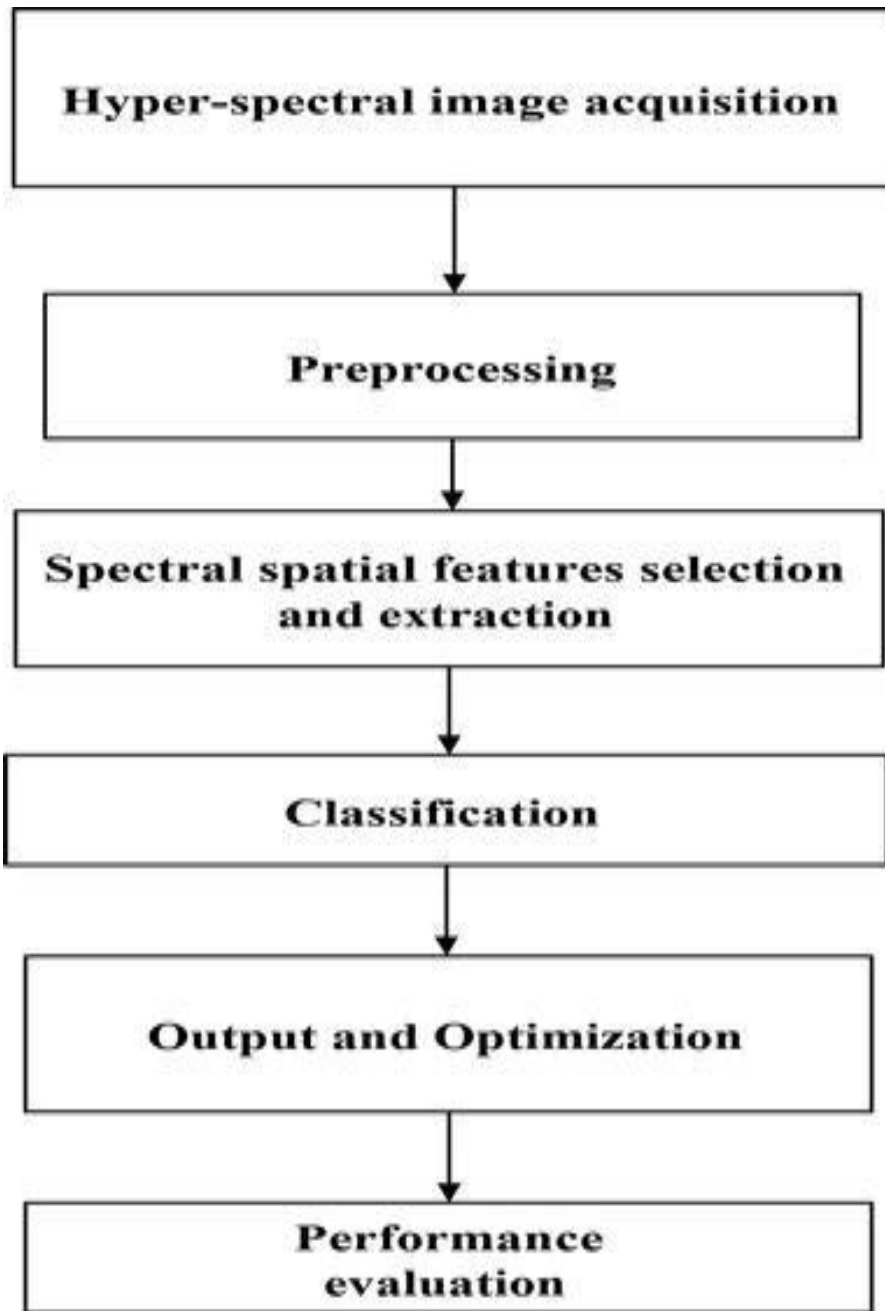 Hyper-spectral image acquisition
Preprocessing
Spectral spatial features selection
and extraction
Classification
Output and Optimization
Performance
evaluation